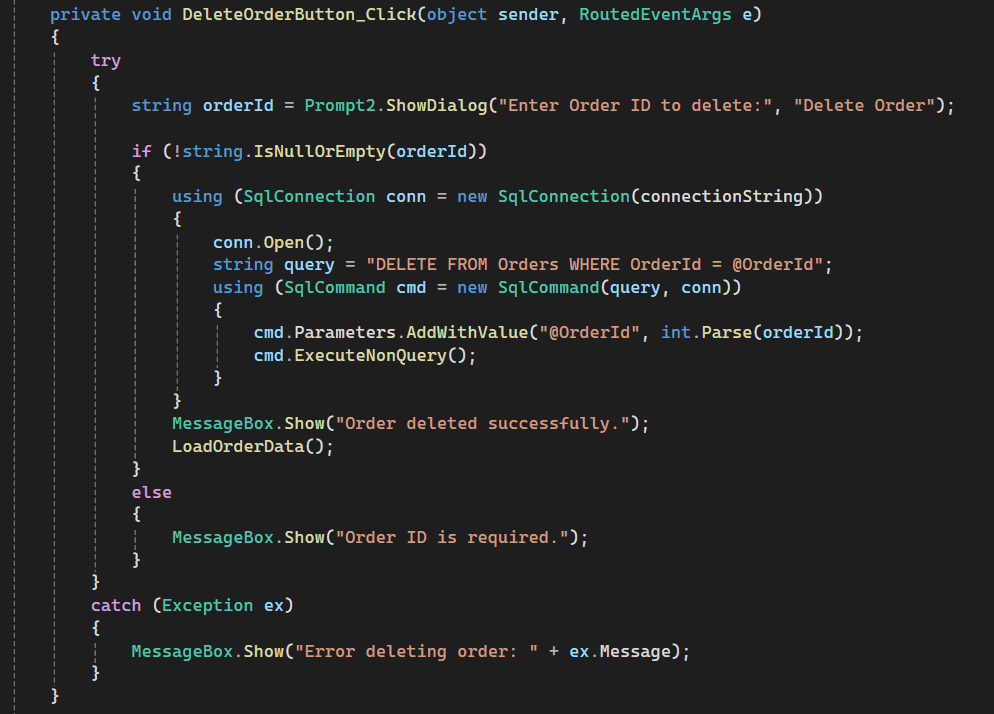 private void DeleteOrderButton_Click(object sender, RoutedEventArgs e)
{
    try
    {
        string orderId = Prompt2.ShowDialog("Enter Order ID to delete:", "Delete Order");

        if (!string.IsNullOrEmpty(orderId))
        {
            using (SqlConnection conn = new SqlConnection(connectionString))
            {
                conn.Open();
                string query = "DELETE FROM Orders WHERE OrderId = @OrderId";
                using (SqlCommand cmd = new SqlCommand(query, conn))
                {
                    cmd.Parameters.AddWithValue("@OrderId", int.Parse(orderId));
                    cmd.ExecuteNonQuery();
                }
            }
            MessageBox.Show("Order deleted successfully.");
            LoadOrderData();
        }
        else
        {
            MessageBox.Show("Order ID is required.");
        }
    }
    catch (Exception ex)
    {
        MessageBox.Show("Error deleting order: " + ex.Message);
    }
}